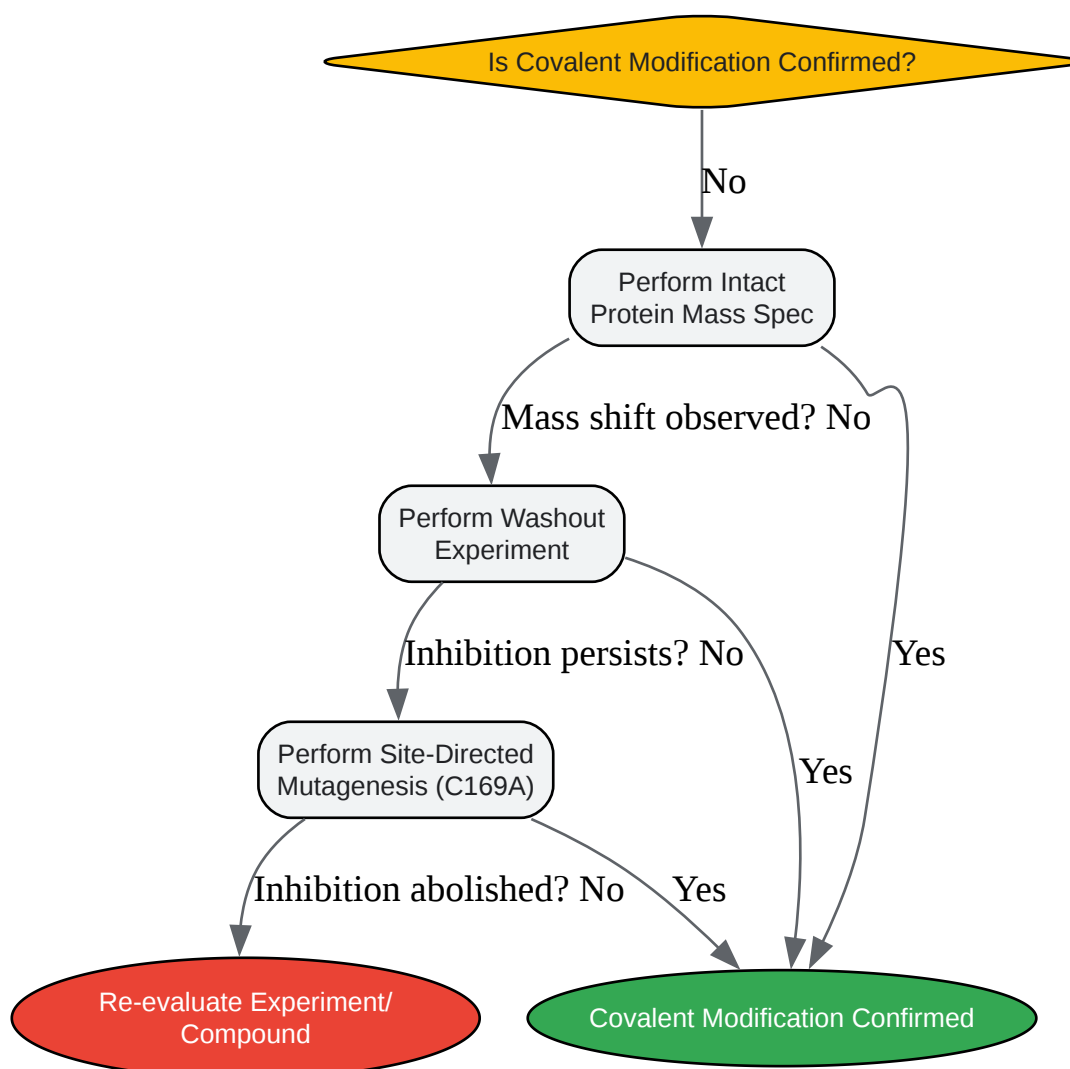 Is Covalent Modification Confirmed?
No
Perform Intact
Protein Mass Spec
Mass shift observed? No
Perform Washout
Experiment
Inhibition persists? No
Yes
Yes
Perform Site-Directed
Mutagenesis (C169A)
Inhibition abolished? No
Yes
Re-evaluate Experiment/
Compound
Covalent Modification Confirmed